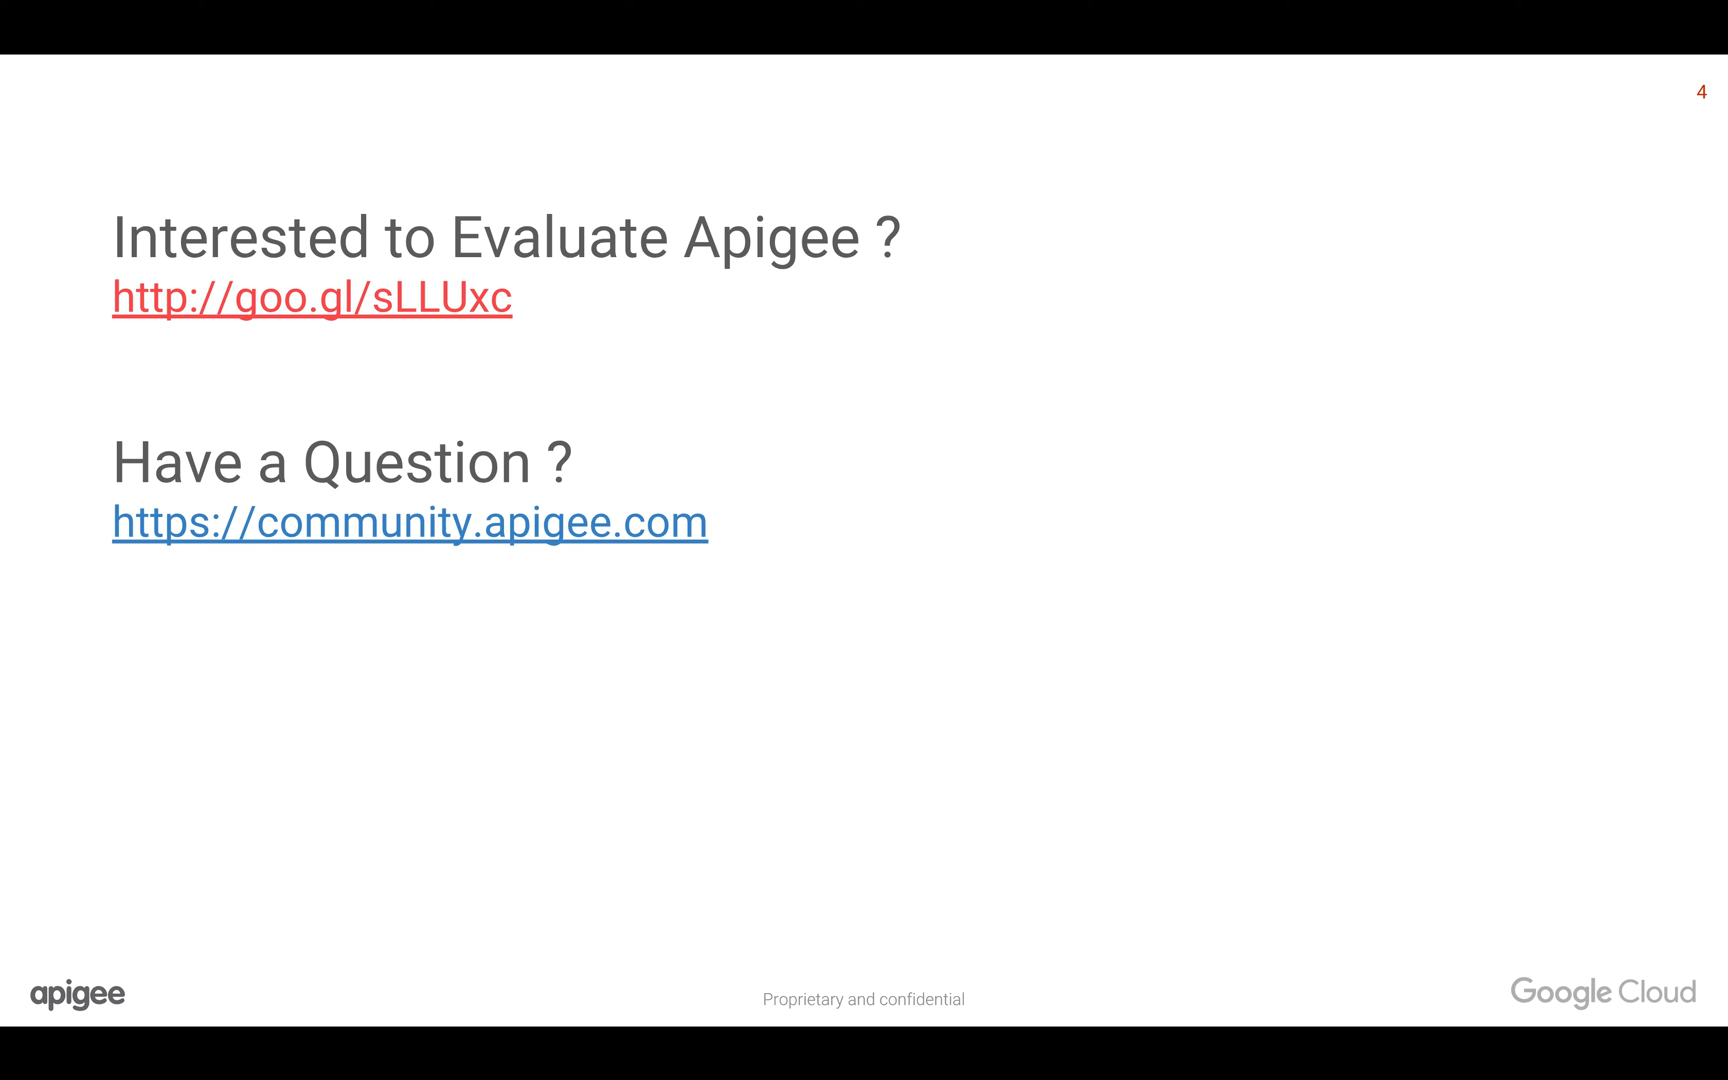 4
Interested to Evaluate Apigee ?
http://goo.gl/sLLUxc
Have a Question ?
https://community.apigee.com
apigee
Proprietary and confidential
Google Cloud